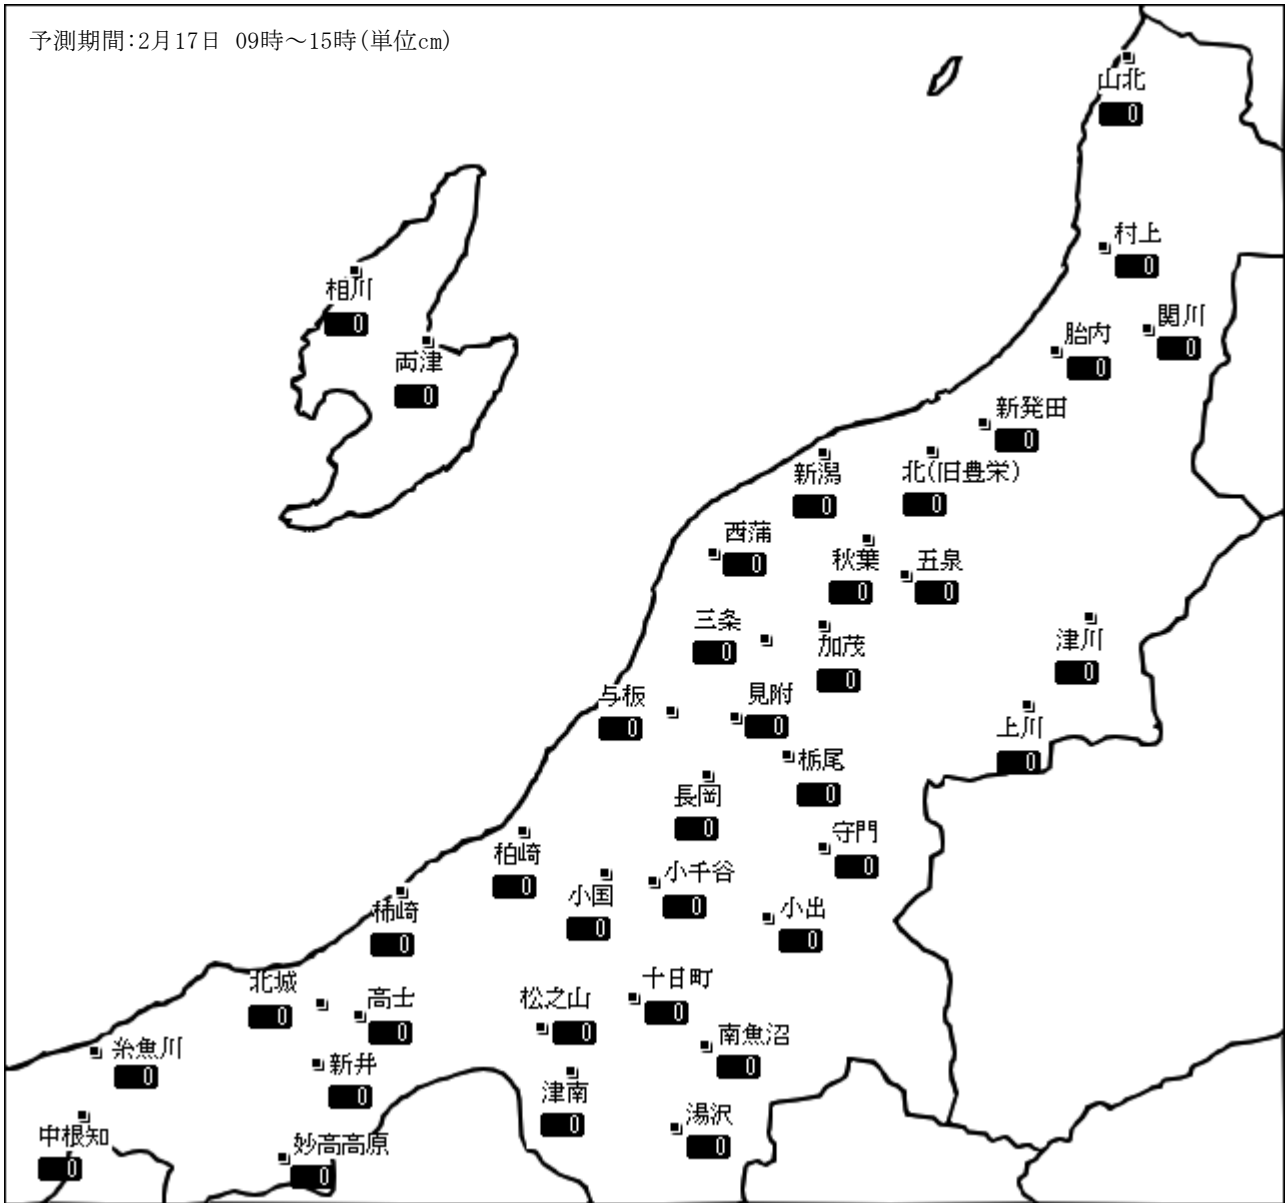 予測期間:2月17日 09時～15時(単位cm)
山北
0
村上
0
相川
0
関川
0
胎内
0
両津
0
新発田
0
新潟
0
北(旧豊栄)
0
西蒲
0
秋葉
0
五泉
0
三条
0
加茂
0
津川
0
与板
0
見附
0
上川
0
栃尾
0
長岡
0
守門
0
柏崎
0
小千谷
0
小国
0
小出
0
柿崎
0
北城
0
高士
0
松之山
0
十日町
0
南魚沼
0
糸魚川
0
新井
0
津南
0
湯沢
0
中根知
0
妙高高原
0